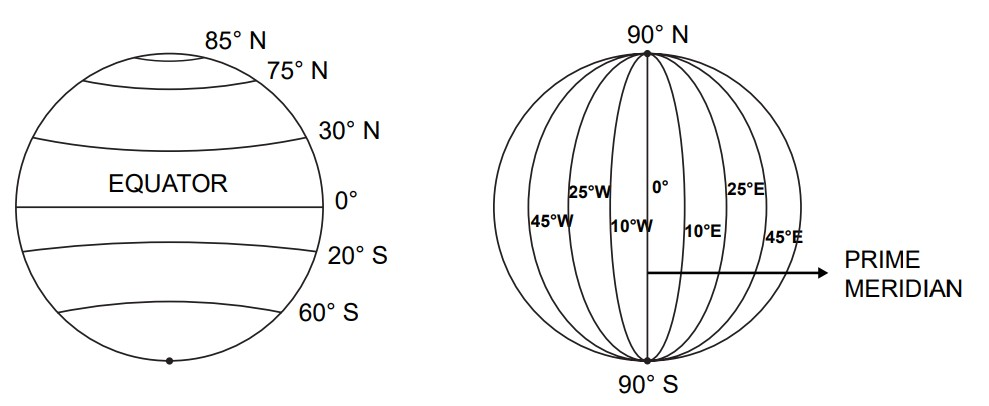 85° N
75° N
30° N
EQUATOR
0°
20° S
60° S
90° N
25°W
0°
25°E
45°W
10°W
10°E
45°E
PRIME
MERIDIAN
90° S